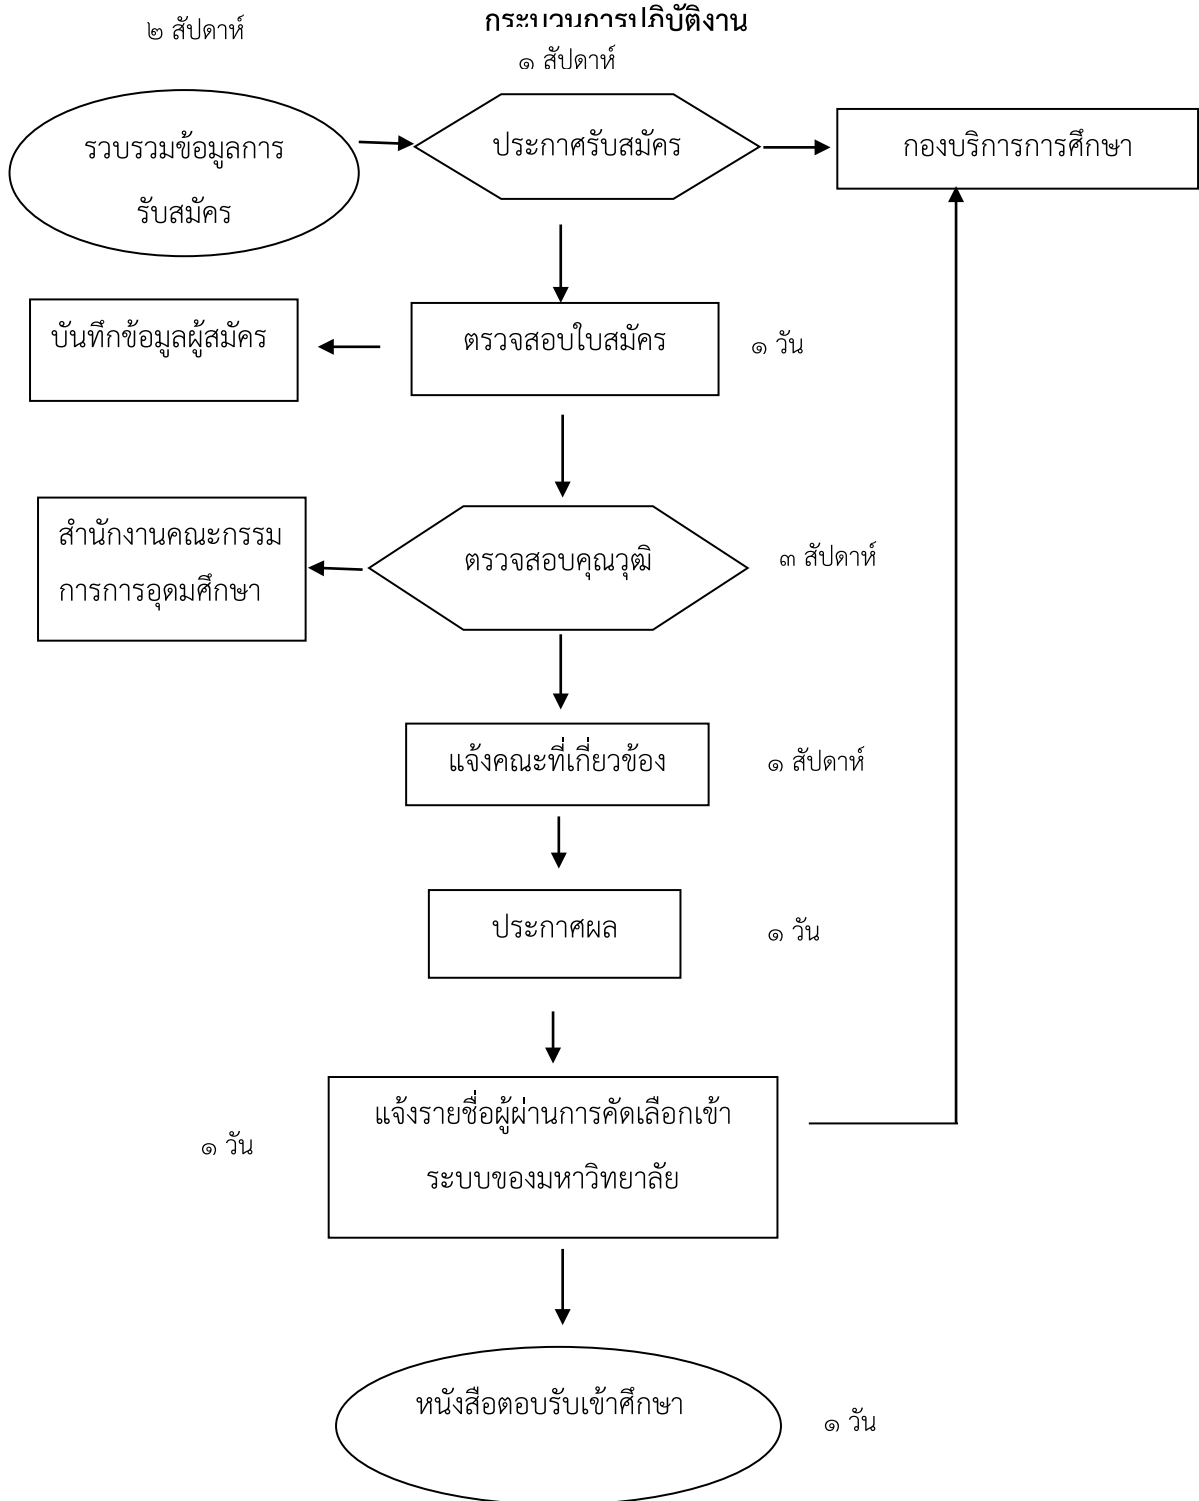 กระบวนการปฏิบัติงาน
๒ สัปดาห์
๑ สัปดาห์
รวบรวมข้อมูลการ
รับสมัคร
ประกาศรับสมัคร
กองบริการการศึกษา
บันทึกข้อมูลผู้สมัคร
ตรวจสอบใบสมัคร
๑ วัน
สำนักงานคณะกรรม
การการอุดมศึกษา
ตรวจสอบคุณวุฒิ
๓ สัปดาห์
แจ้งคณะที่เกี่ยวข้อง
๑ สัปดาห์
ประกาศผล
๑ วัน
แจ้งรายชื่อผู้ผ่านการคัดเลือกเข้า
ระบบของมหาวิทยาลัย
๑ วัน
หนังสือตอบรับเข้าศึกษา
๑ วัน